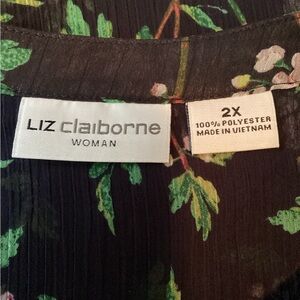 LIZ claiborne
WOMAN
2X
100% POLYESTER
MADE IN VIETNAM